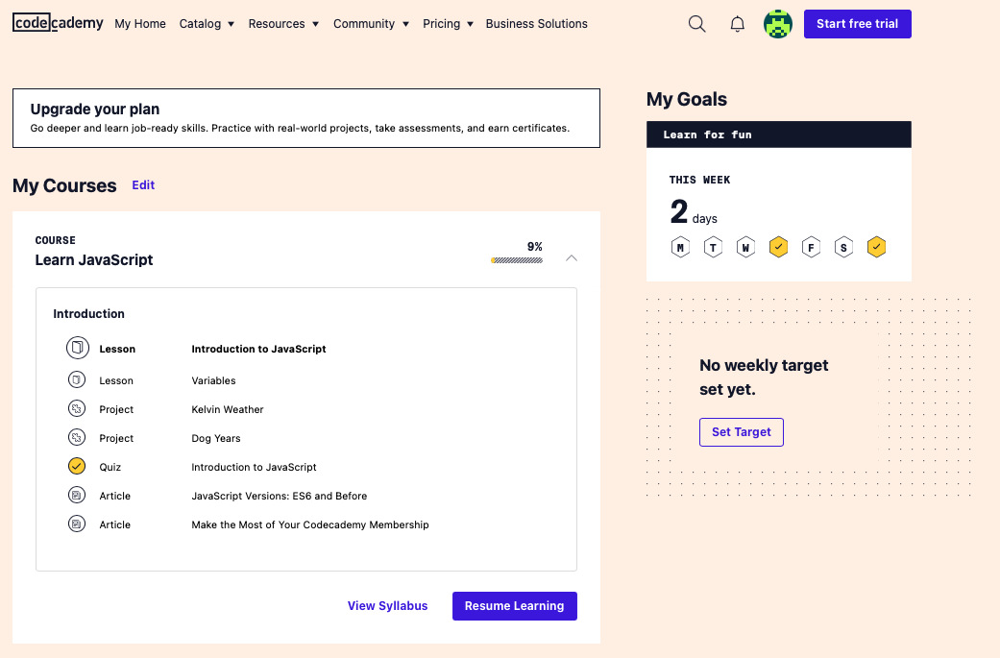 codecademy My Home Catalog Resources Community Pricing Business Solutions Start free trial
Upgrade your plan
Go deeper and learn job-ready skills. Practice with real-world projects, take assessments, and earn certificates.
My Courses Edit
COURSE
Learn JavaScript
9%
Introduction
Lesson Introduction to JavaScript
Lesson Variables
Project Kelvin Weather
Project Dog Years
Quiz Introduction to JavaScript
Article JavaScript Versions: ES6 and Before
Article Make the Most of Your Codecademy Membership
View Syllabus Resume Learning
My Goals
Learn for fun
THIS WEEK
2 days
M T W F S
No weekly target
set yet.
Set Target